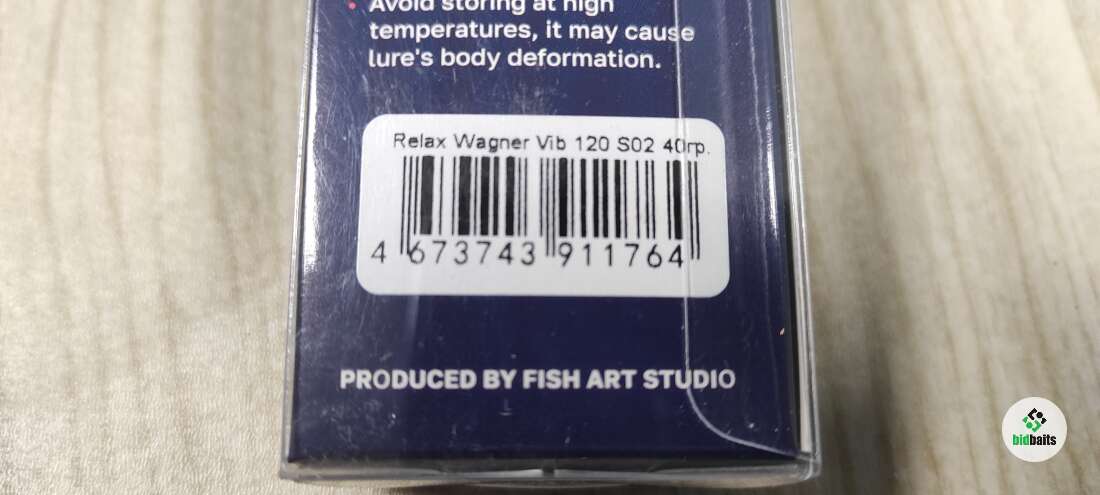 • Avoid storing at high
temperatures, it may cause
lure's body deformation.
Relax Wagner Vib 120 S02 40гр.
4 673743 911764
PRODUCED BY FISH ART STUDIO
bidbaits